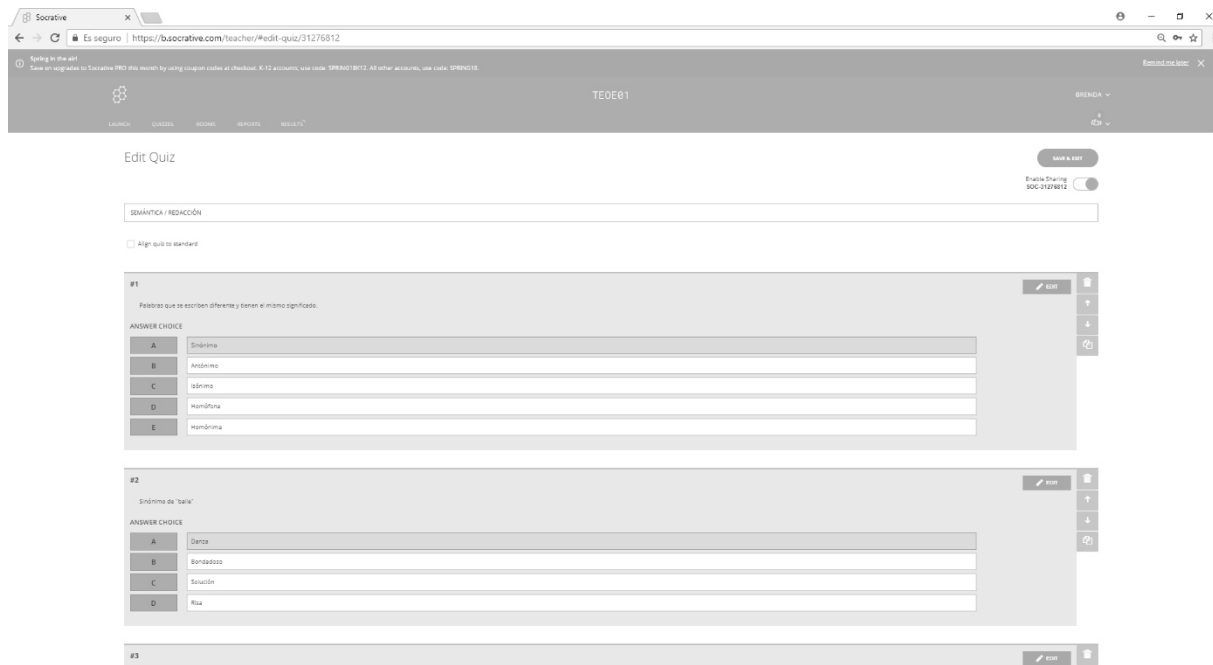 Socrative
Es seguro | https://b.socrative.com/teacher/#edit-quiz/31276812
Spring in the air!
Save on upgrades to Socrative PRO this month by using coupon codes at checkout. K-12 accounts, use code: SPRING18K12. All other accounts, use code: SPRING18.
Remind me later
TE0E01
BRENDA
LAUNCH QUIZZES ROOMS REPORTS RESULTS
Edit Quiz
SAVE & EXIT
Enable Sharing
SOC-31276812
SEMÁNTICA / REDACCIÓN
Align quiz to standard
#1
EDIT
Palabras que se escriben diferente y tienen el mismo significado.
ANSWER CHOICE
A Sinónimo
B Antónimo
C Isónimo
D Homófona
E Homónima
#2
EDIT
Sinónimo de "baile"
ANSWER CHOICE
A Danza
B Bondadoso
C Solución
D Risa
#3
EDIT